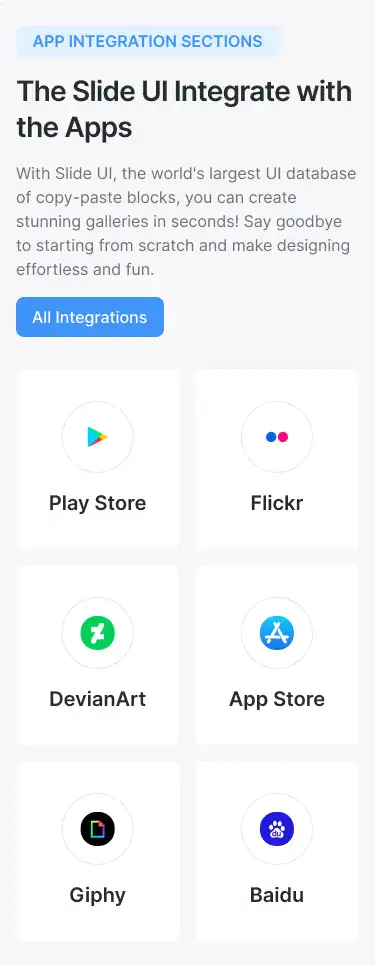 APP INTEGRATION SECTIONS
The Slide UI Integrate with
the Apps
With Slide UI, the world's largest UI database
of copy-paste blocks, you can create
stunning galleries in seconds! Say goodbye
to starting from scratch and make designing
effortless and fun.
All Integrations
Play Store
Flickr
DevianArt
App Store
Giphy
du
Baidu